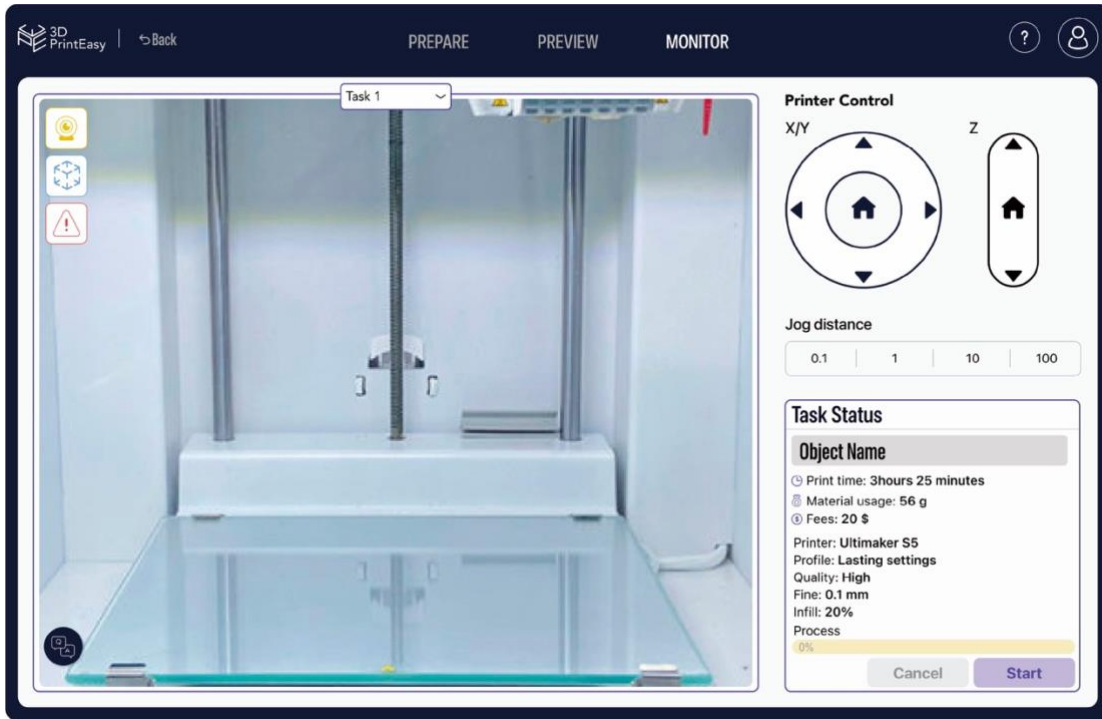 3D
PrintEasy
Back
PREPARE
PREVIEW
MONITOR
?
Task 1
Printer Control
X/Y
Z
Jog distance
0.1 1 10 100
Task Status
Object Name
Print time: 3hours 25 minutes
Material usage: 56 g
Fees: 20 $
Printer: Ultimaker S5
Profile: Lasting settings
Quality: High
Fine: 0.1 mm
Infill: 20%
Process
0%
Cancel
Start
Q
A